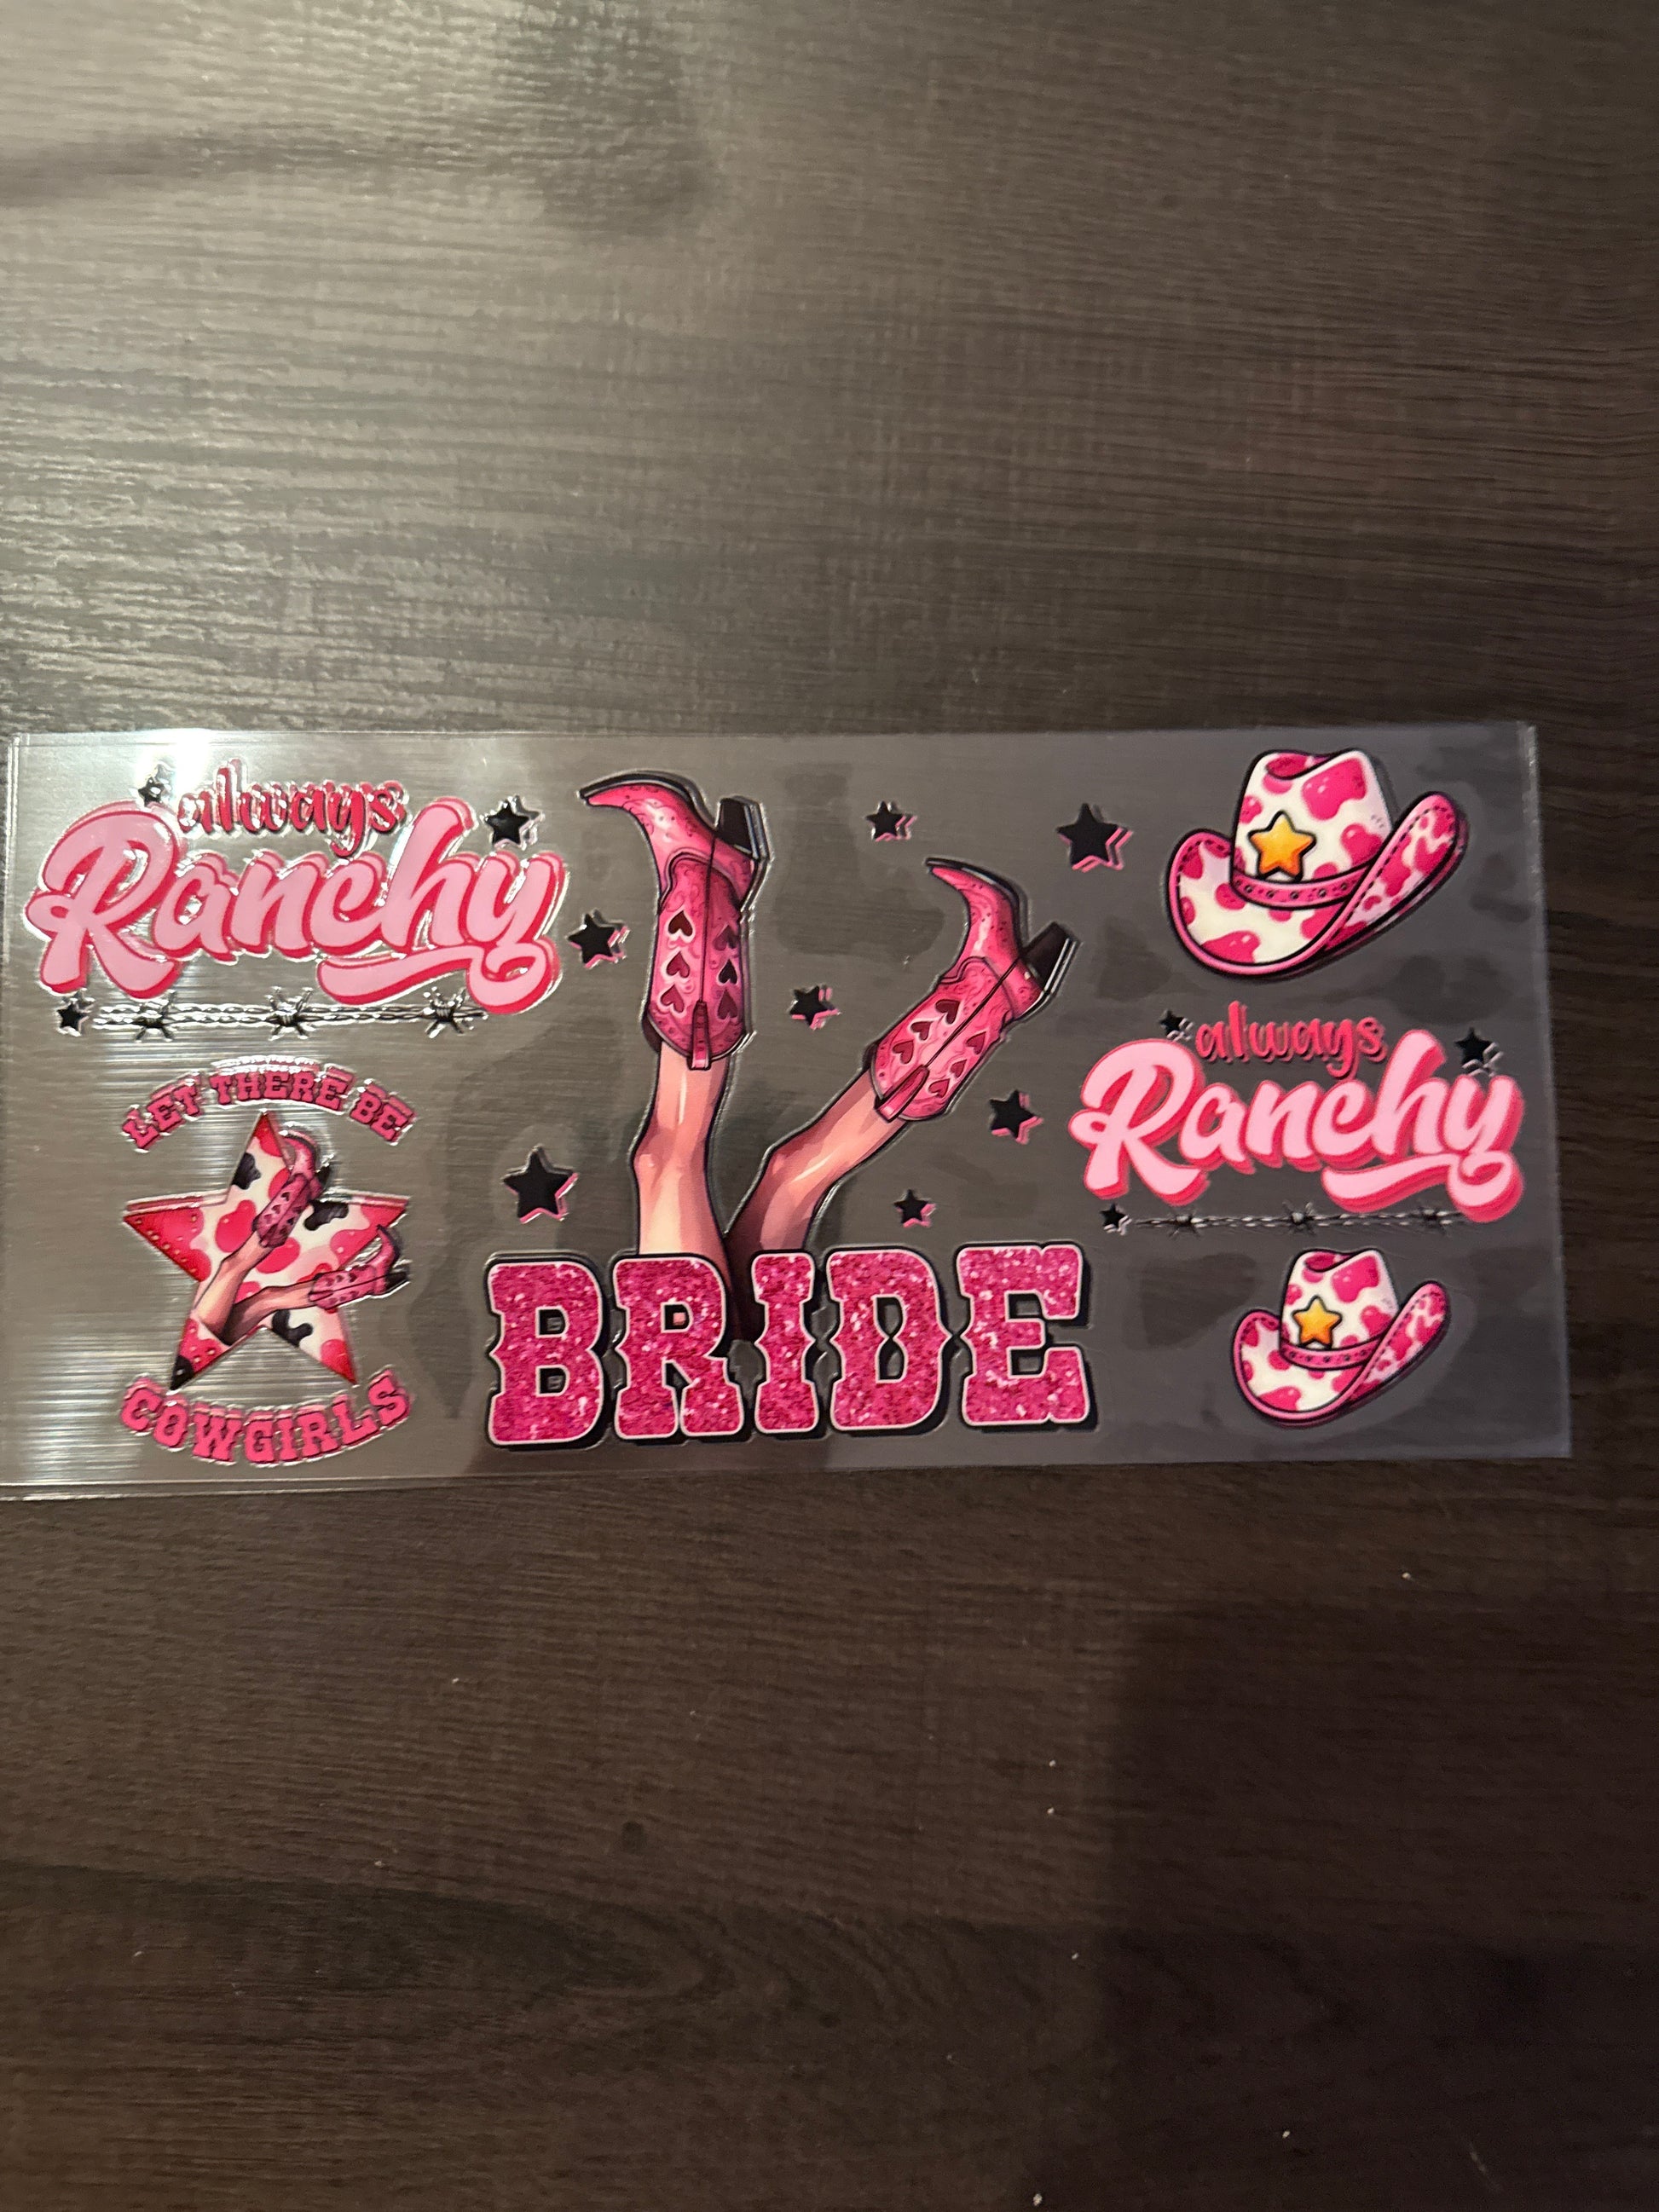 always
Ranchy
LET THERE BE
COWGIRLS
BRIDE
always
Ranchy